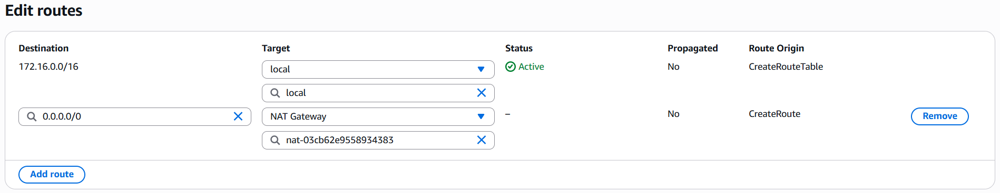 Edit routes
Destination Target Status Propagated Route Origin
172.16.0.0/16 local Active No CreateRouteTable
local
0.0.0.0/0 NAT Gateway – No CreateRoute Remove
nat-03cb62e9558934383
Add route